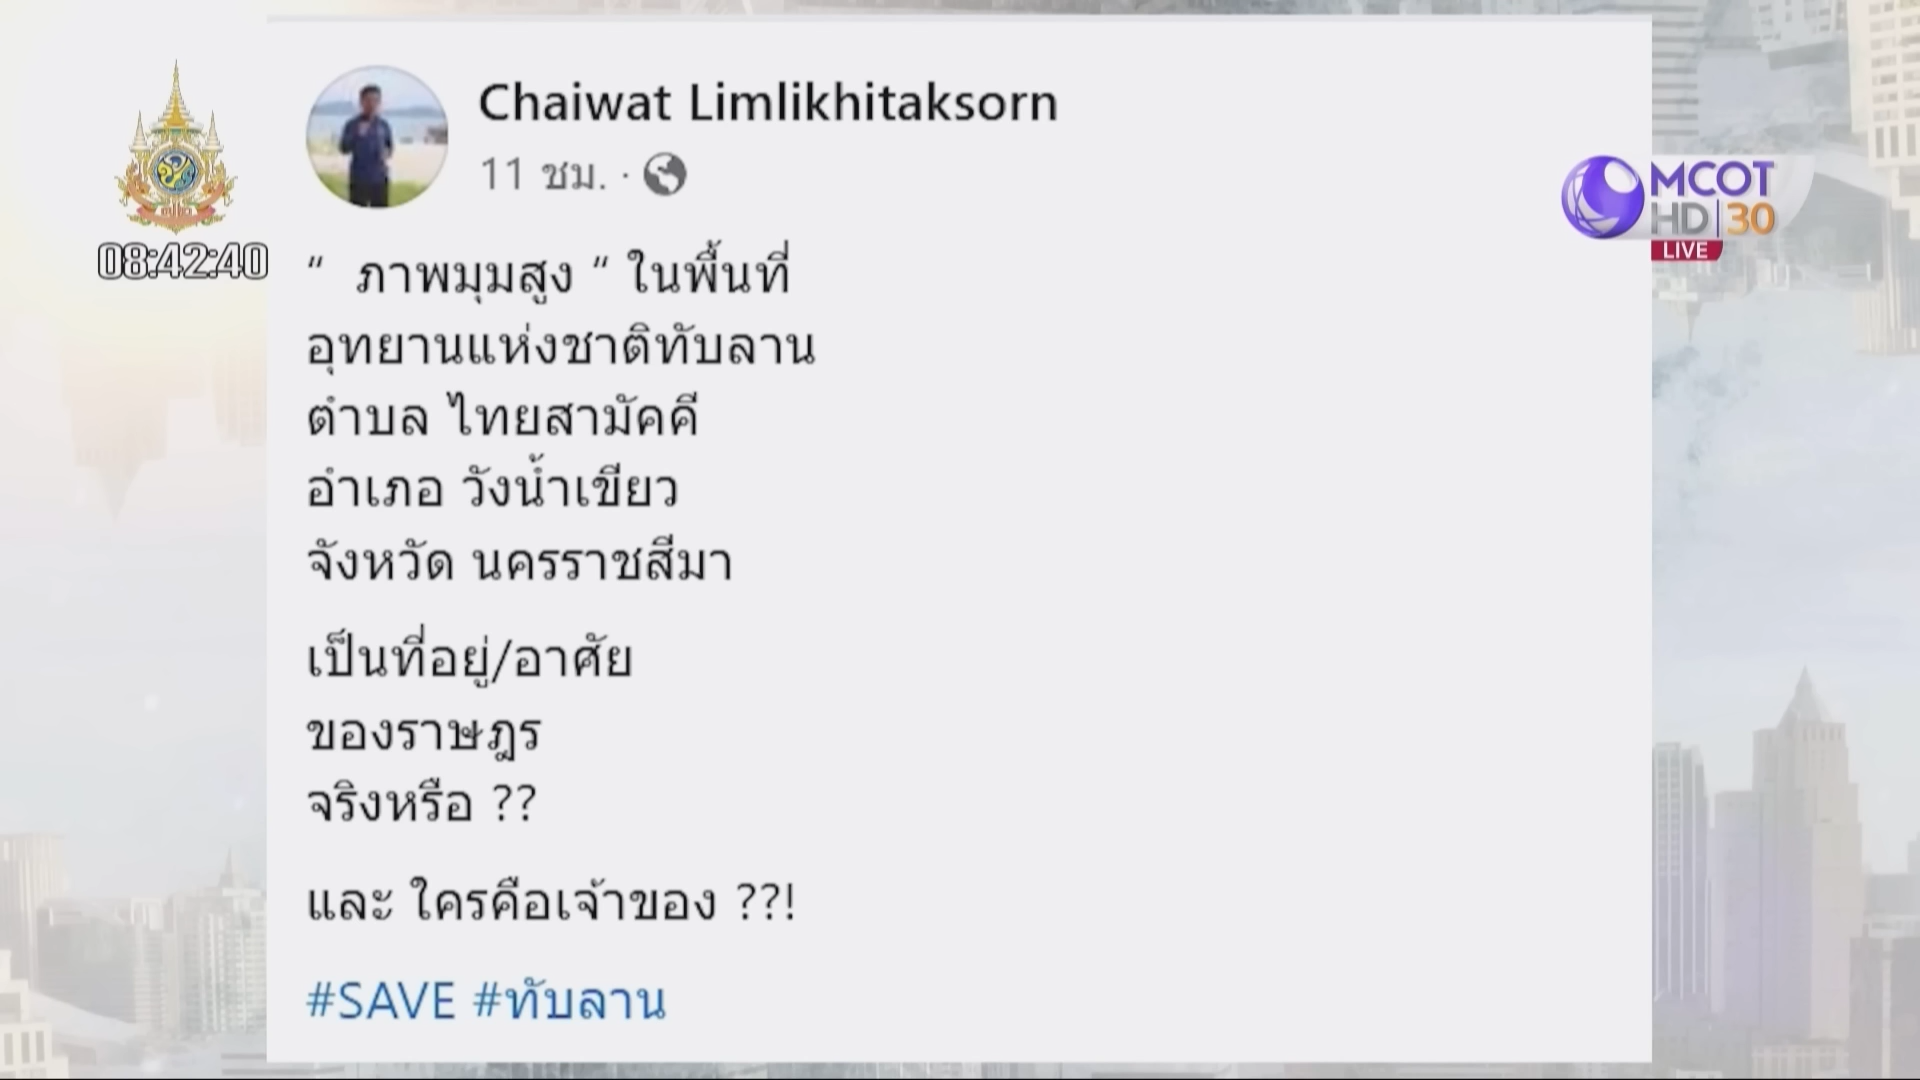 Chaiwat Limlikhitaksorn
11 ชม. ·
08:42:40
MCOT
HD 30
LIVE
“ ภาพมุมสูง “ ในพื้นที่
อุทยานแห่งชาติทับลาน
ตำบล ไทยสามัคคี
อำเภอ วังน้ำเขียว
จังหวัด นครราชสีมา
เป็นที่อยู่/อาศัย
ของราษฎร
จริงหรือ ??
และ ใครคือเจ้าของ ??!
#SAVE #ทับลาน